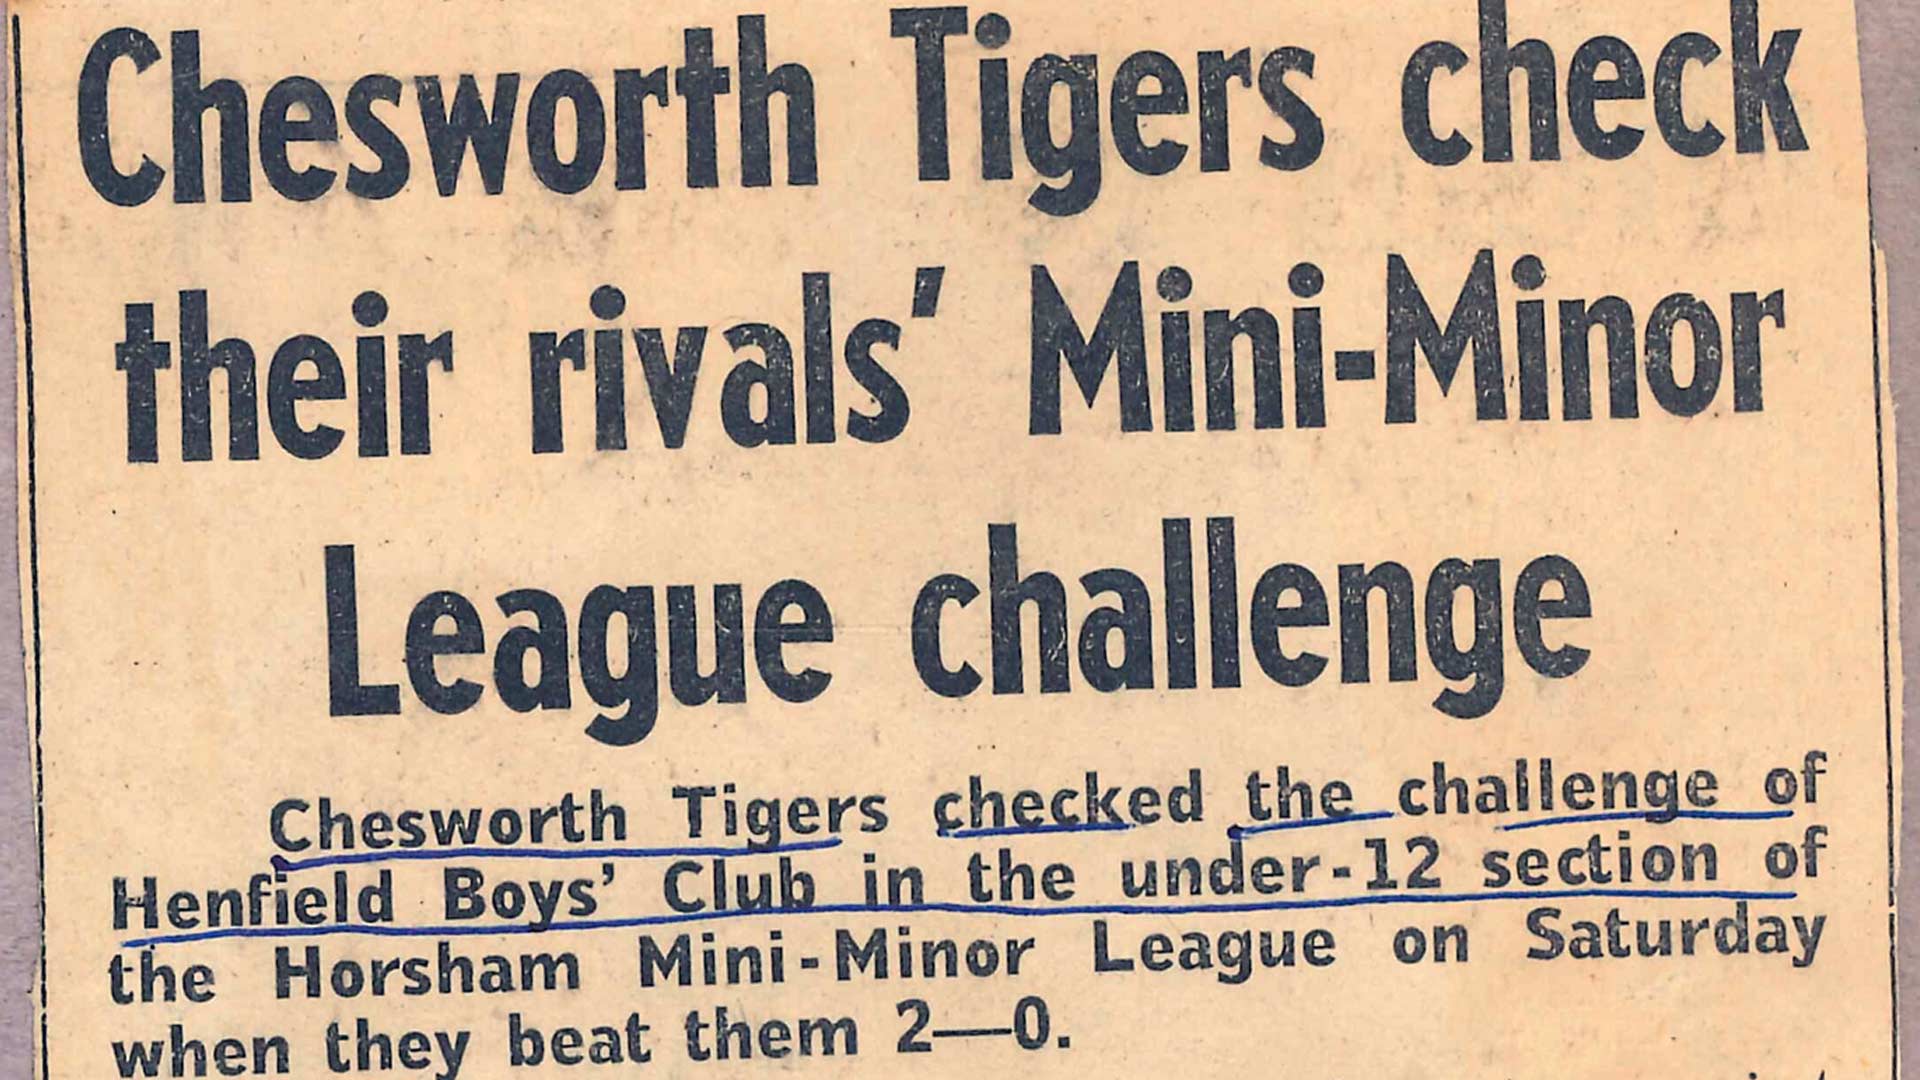 Chesworth Tigers check
their rivals' Mini-Minor
League challenge
Chesworth Tigers checked the challenge of
Henfield Boys' Club in the under-12 section of
the Horsham Mini-Minor League on Saturday
when they beat them 2—0.